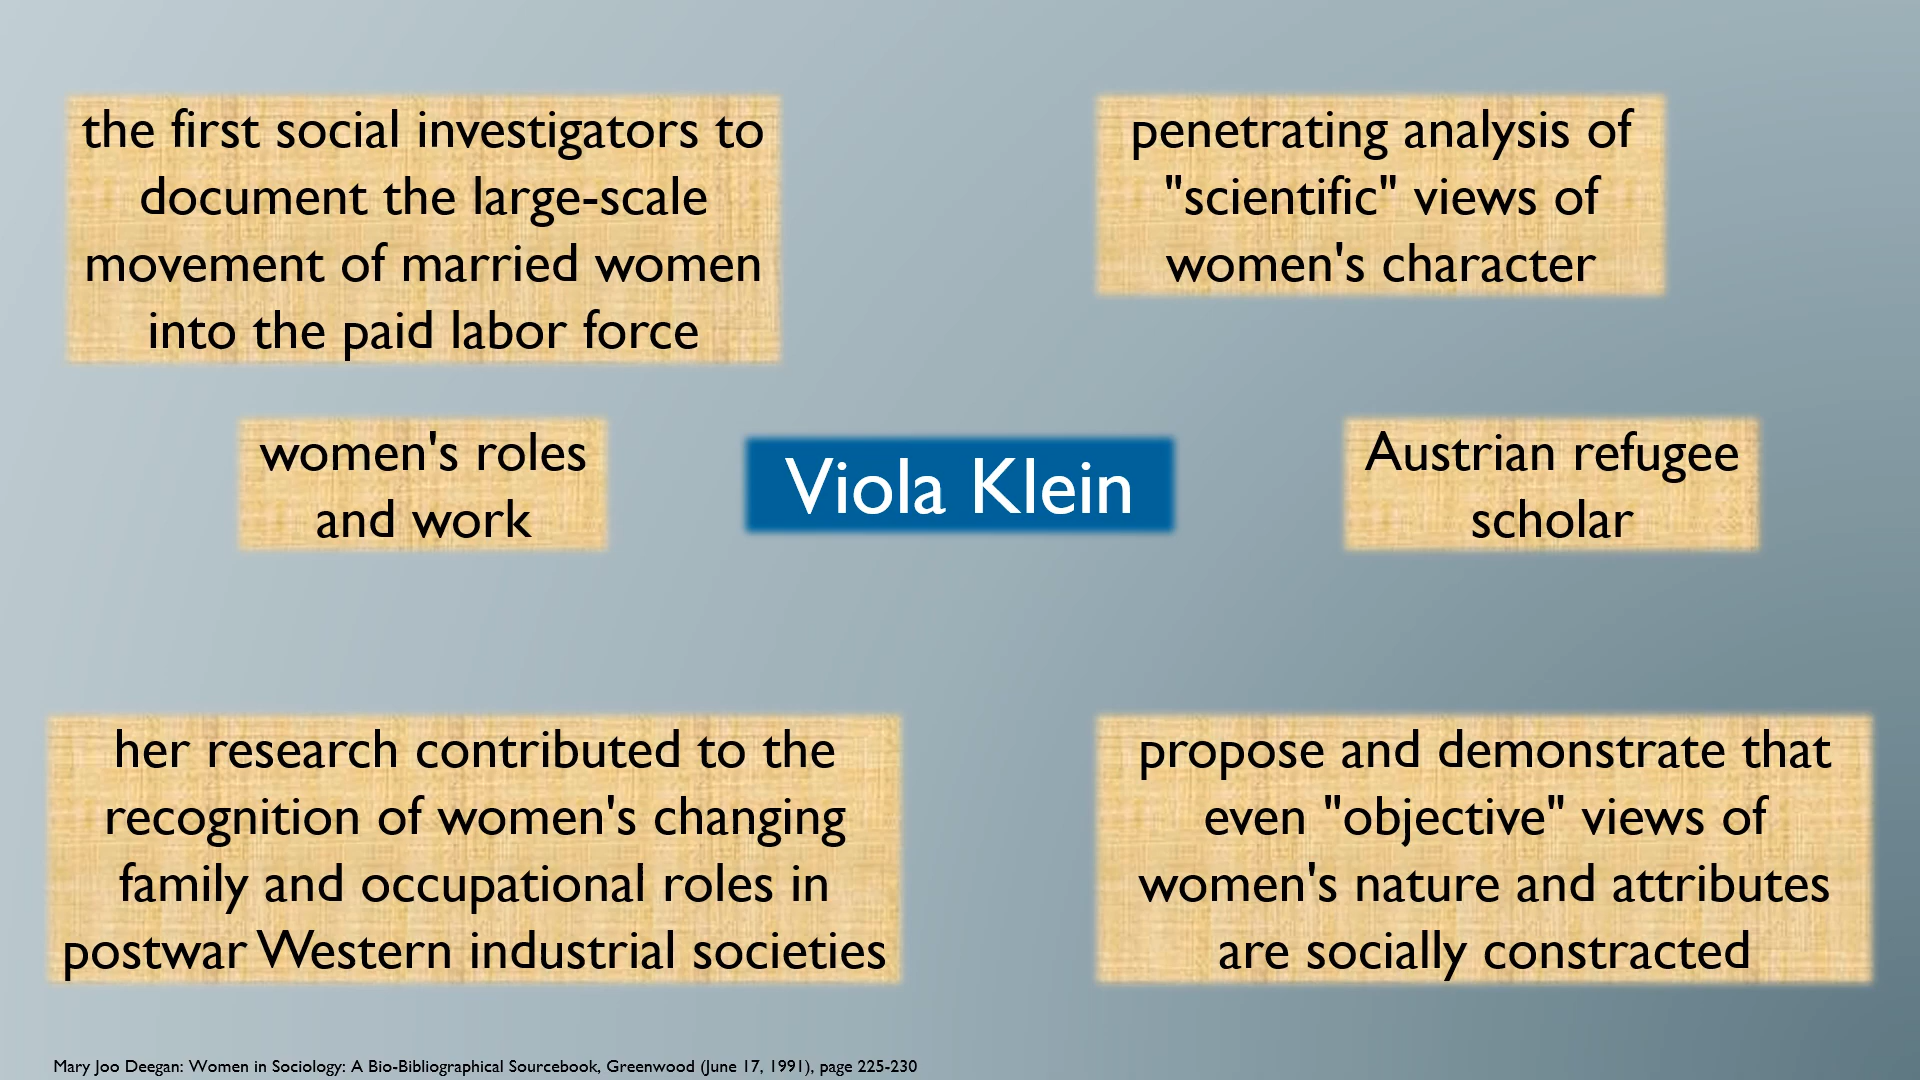 the first social investigators to
document the large-scale
movement of married women
into the paid labor force
penetrating analysis of
"scientific" views of
women's character
women's roles
and work
Viola Klein
Austrian refugee
scholar
her research contributed to the
recognition of women's changing
family and occupational roles in
postwar Western industrial societies
propose and demonstrate that
even "objective" views of
women's nature and attributes
are socially constracted
Mary Joo Deegan: Women in Sociology: A Bio-Bibliographical Sourcebook, Greenwood (June 17, 1991), page 225-230